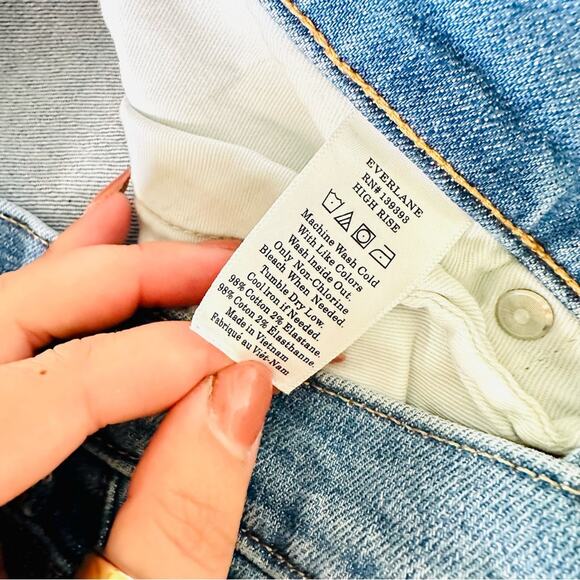 EVERLANE
RN# 139393
HIGH RISE
Machine Wash Cold
With Like Colors
Wash Inside Out.
Only Non-Chlorine
Bleach When Needed.
Tumble Dry Low.
Cool Iron if Needed.
98% Cotton 2% Elastane.
98% Coton 2% Élasthanne.
Made in Vietnam
Fabriqué au Viêt-Nam